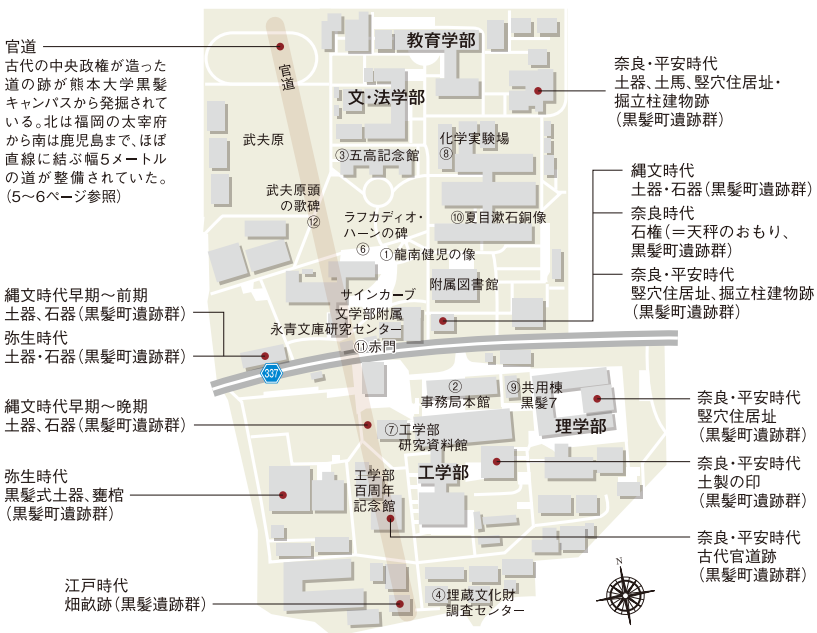 官道
古代の中央政権が造った
道の跡が熊本大学黒髪
キャンパスから発掘されて
いる。北は福岡の太宰府
から南は鹿児島まで、ほぼ
直線に結ぶ幅5メートル
の道が整備されていた。
(5〜6ページ参照)
縄文時代早期〜前期
土器、石器(黒髪町遺跡群)
弥生時代
土器・石器(黒髪町遺跡群)
縄文時代早期〜晩期
土器、石器(黒髪町遺跡群)
弥生時代
黒髪式土器、甕棺
(黒髪町遺跡群)
江戸時代
畑畝跡(黒髪遺跡群)
官道
教育学部
文・法学部
武夫原
化学実験場
⑧
③五高記念館
武夫原頭
の歌碑
⑫
ラフカディオ・
ハーンの碑
⑥
⑩夏目漱石銅像
①龍南健児の像
附属図書館
サインカーブ
文学部附属
永青文庫研究センター
⑪赤門
337
②
事務局本館
⑨共用棟
黒髪7
理学部
⑦工学部
研究資料館
工学部
百周年
記念館
工学部
④埋蔵文化財
調査センター
奈良・平安時代
土器、土馬、竪穴住居址・
掘立柱建物跡
(黒髪町遺跡群)
縄文時代
土器・石器(黒髪町遺跡群)
奈良時代
石権(=天秤のおもり、
黒髪町遺跡群)
奈良・平安時代
竪穴住居址、掘立柱建物跡
(黒髪町遺跡群)
奈良・平安時代
竪穴住居址
(黒髪町遺跡群)
奈良・平安時代
土製の印
(黒髪町遺跡群)
奈良・平安時代
古代官道跡
(黒髪町遺跡群)
N